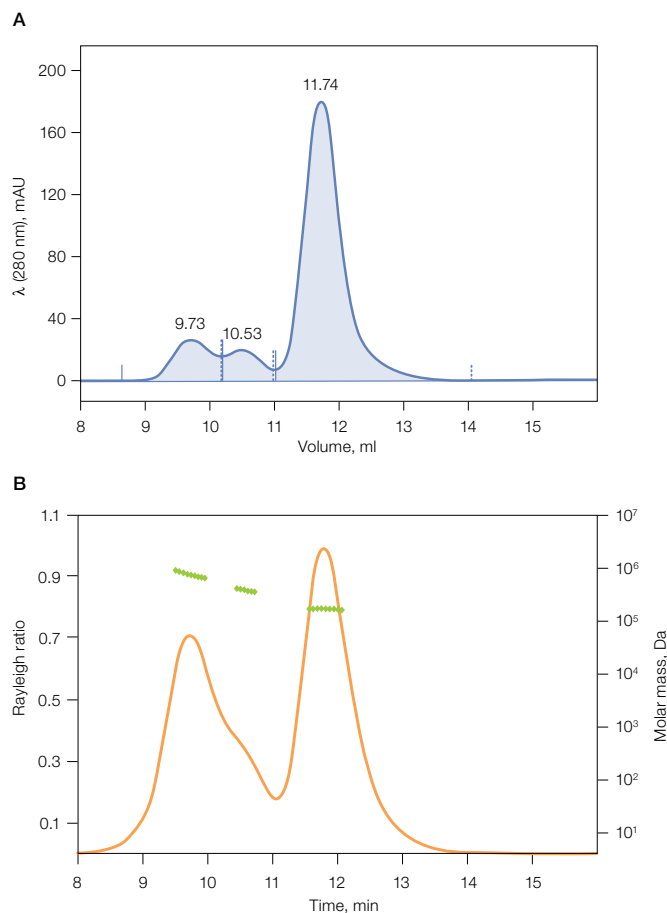 A
200
160
120
80
40
0
λ (280 nm), mAU
9.73
10.53
11.74
8 9 10 11 12 13 14 15
Volume, ml
B
1.1
0.9
0.7
0.5
0.3
0.1
Rayleigh ratio
10⁷
10⁶
10⁵
10⁴
10³
10²
10¹
Molar mass, Da
8 9 10 11 12 13 14 15
Time, min